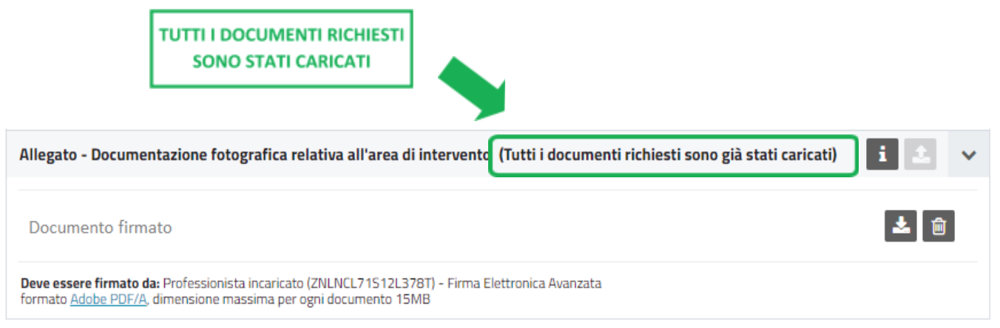 TUTTI I DOCUMENTI RICHIESTI
SONO STATI CARICATI
Allegato - Documentazione fotografica relativa all'area di intervento (Tutti i documenti richiesti sono già stati caricati)
Documento firmato
Deve essere firmato da: Professionista incaricato (ZNLNCL71S12L378T) - Firma Elettronica Avanzata
formato Adobe PDF/A, dimensione massima per ogni documento 15MB